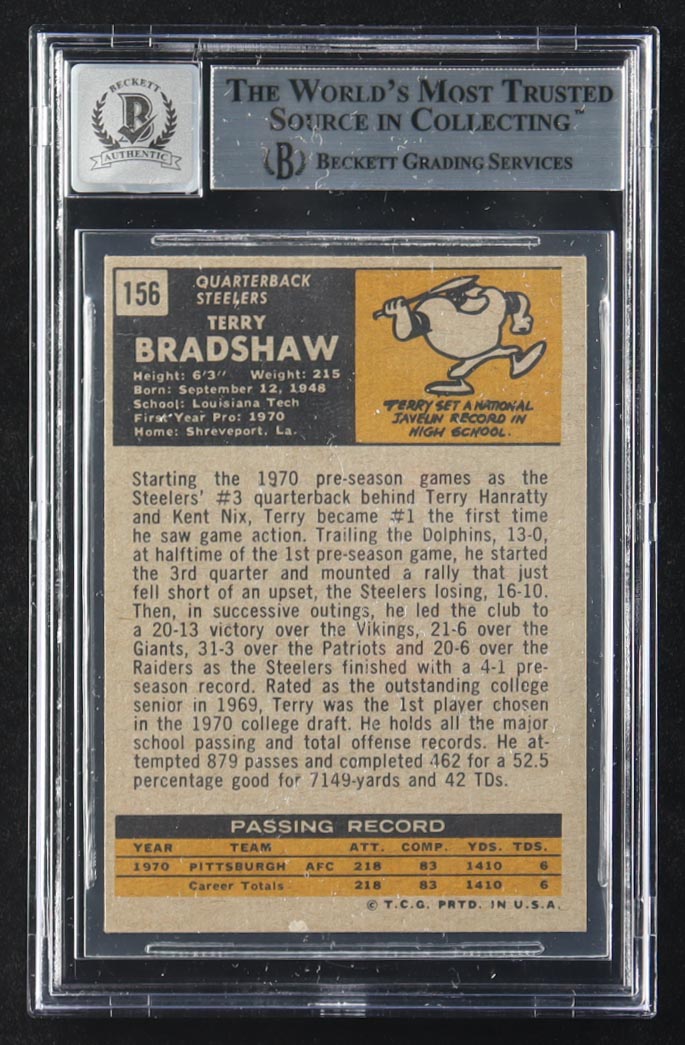 BECKETT
B
AUTHENTIC
THE WORLD'S MOST TRUSTED
SOURCE IN COLLECTING™
B BECKETT GRADING SERVICES
156
QUARTERBACK
STEELERS
TERRY
BRADSHAW
Height: 6'3" Weight: 215
Born: September 12, 1948
School: Louisiana Tech
First Year Pro: 1970
Home: Shreveport, La.
TERRY SET A NATIONAL
JAVELIN RECORD IN
HIGH SCHOOL.
Starting the 1970 pre-season games as the
Steelers' #3 quarterback behind Terry Hanratty
and Kent Nix, Terry became #1 the first time
he saw game action. Trailing the Dolphins, 13-0,
at halftime of the 1st pre-season game, he started
the 3rd quarter and mounted a rally that just
fell short of an upset, the Steelers losing, 16-10.
Then, in successive outings, he led the club to
a 20-13 victory over the Vikings, 21-6 over the
Giants, 31-3 over the Patriots and 20-6 over the
Raiders as the Steelers finished with a 4-1 pre-
season record. Rated as the outstanding college
senior in 1969, Terry was the 1st player chosen
in the 1970 college draft. He holds all the major
school passing and total offense records. He at-
tempted 879 passes and completed 462 for a 52.5
percentage good for 7149-yards and 42 TDs.
PASSING RECORD
YEAR TEAM ATT. COMP. YDS. TDS.
1970 PITTSBURGH AFC 218 83 1410 6
Career Totals 218 83 1410 6
© T.C.G. PRTD. IN U.S.A.